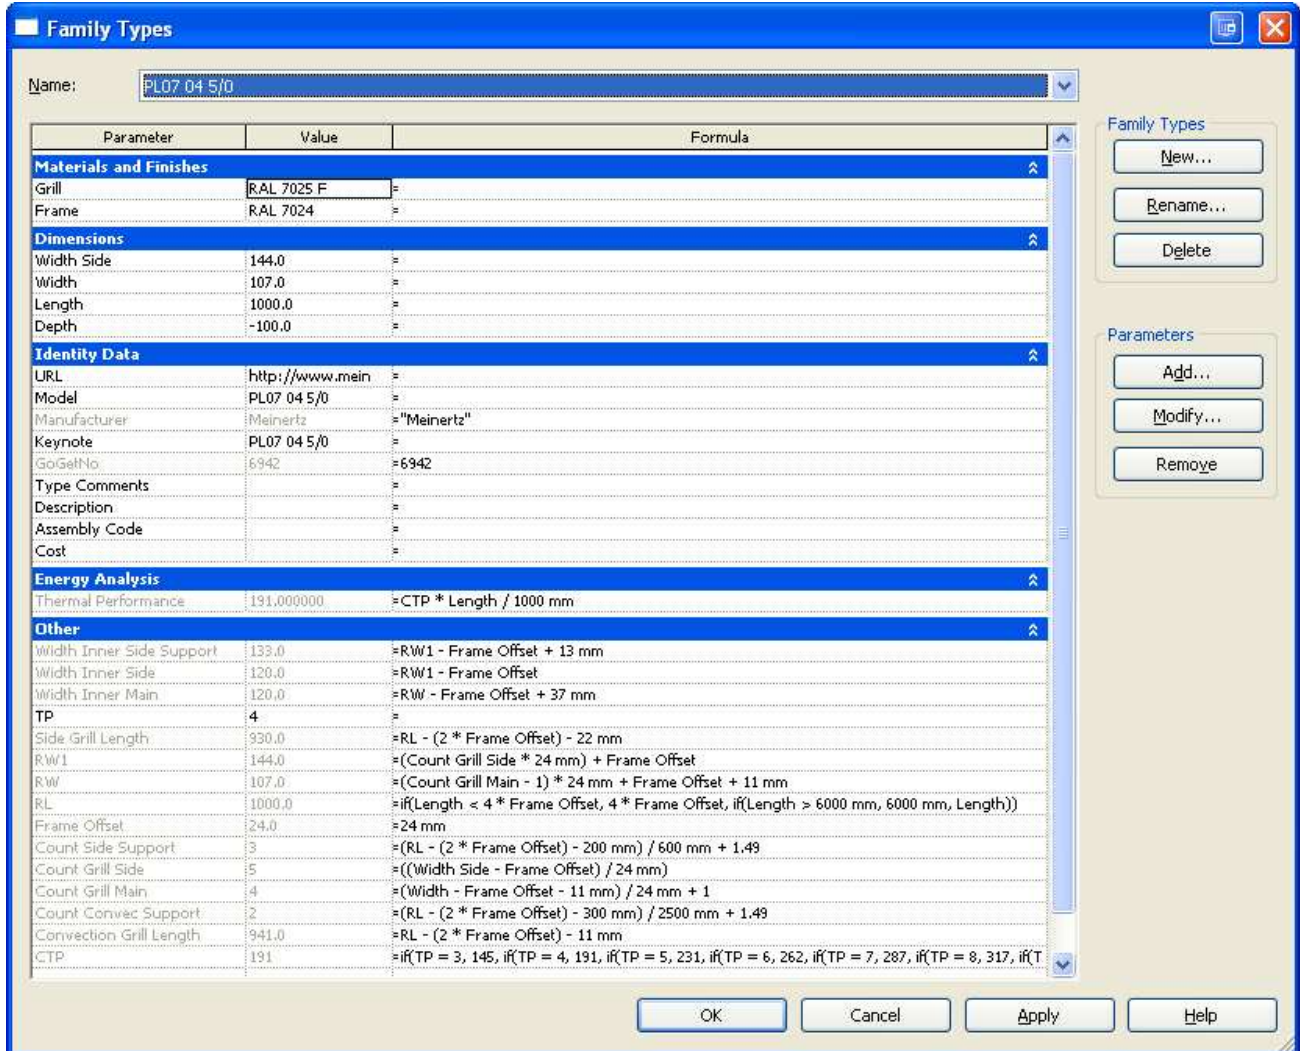 Family Types
Name: PL07 04 5/0
Parameter Value Formula
Materials and Finishes
Grill RAL 7025 F =
Frame RAL 7024 =
Dimensions
Width Side 144.0 =
Width 107.0 =
Length 1000.0 =
Depth -100.0 =
Identity Data
URL http://www.mein =
Model PL07 04 5/0 =
Manufacturer Meinertz ="Meinertz"
Keynote PL07 04 5/0 =
GoGetNo 6942 =6942
Type Comments =
Description =
Assembly Code =
Cost =
Energy Analysis
Thermal Performance 191.000000 =CTP * Length / 1000 mm
Other
Width Inner Side Support 133.0 =RW1 - Frame Offset + 13 mm
Width Inner Side 120.0 =RW1 - Frame Offset
Width Inner Main 120.0 =RW - Frame Offset + 37 mm
TP 4 =
Side Grill Length 930.0 =RL - (2 * Frame Offset) - 22 mm
RW1 144.0 =(Count Grill Side * 24 mm) + Frame Offset
RW 107.0 =(Count Grill Main - 1) * 24 mm + Frame Offset + 11 mm
RL 1000.0 =if(Length < 4 * Frame Offset, 4 * Frame Offset, if(Length > 6000 mm, 6000 mm, Length))
Frame Offset 24.0 =24 mm
Count Side Support 3 =(RL - (2 * Frame Offset) - 200 mm) / 600 mm + 1.49
Count Grill Side 5 =((Width Side - Frame Offset) / 24 mm)
Count Grill Main 4 =(Width - Frame Offset - 11 mm) / 24 mm + 1
Count Convec Support 2 =(RL - (2 * Frame Offset) - 300 mm) / 2500 mm + 1.49
Convection Grill Length 941.0 =RL - (2 * Frame Offset) - 11 mm
CTP 191 =if(TP = 3, 145, if(TP = 4, 191, if(TP = 5, 231, if(TP = 6, 262, if(TP = 7, 287, if(TP = 8, 317, if(T
Family Types
New...
Rename...
Delete
Parameters
Add...
Modify...
Remove
OK Cancel Apply Help